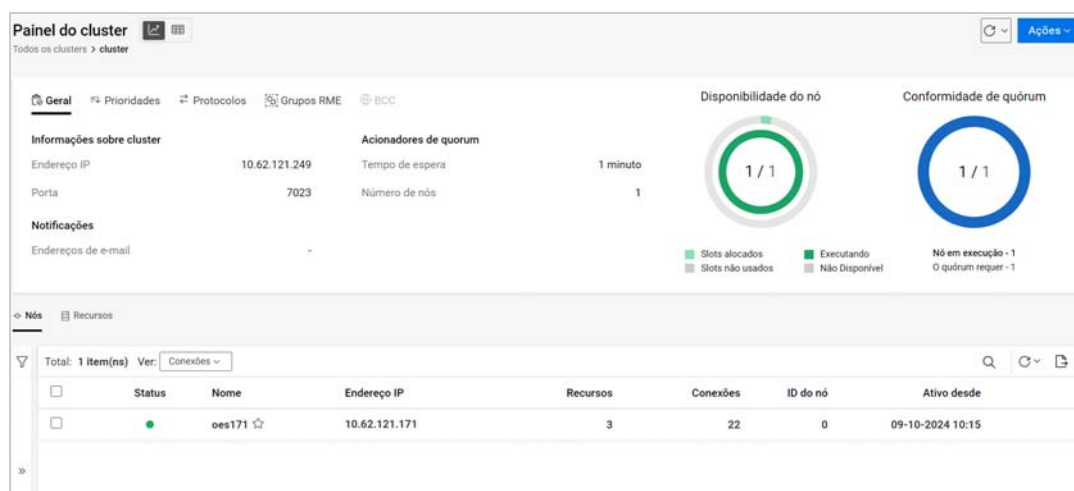 Painel do cluster
Todos os clusters > cluster
Ações
Geral Prioridades Protocolos Grupos RME BCC
Informações sobre cluster
Endereço IP 10.62.121.249
Porta 7023
Notificações
Endereços de e-mail -
Acionadores de quorum
Tempo de espera 1 minuto
Número de nós 1
Disponibilidade do nó
1 / 1
Slots alocados Executando
Slots não usados Não Disponível
Conformidade de quórum
1 / 1
Nó em execução - 1
O quórum requer - 1
Nós Recursos
Total: 1 item(ns) Ver: Conexões
Status Nome Endereço IP Recursos Conexões ID do nó Ativo desde
oes171 10.62.121.171 3 22 0 09-10-2024 10:15